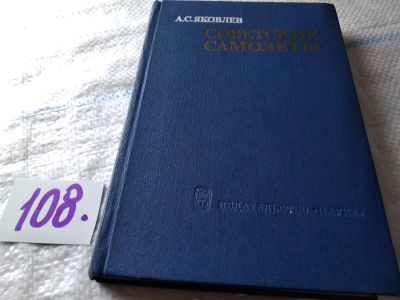 А.С.ЯКОВЛЕВ
СОВЕТСКИЕ
САМОЛЕТЫ
ИЗДАТЕЛЬСТВО «НАУКА»
108.